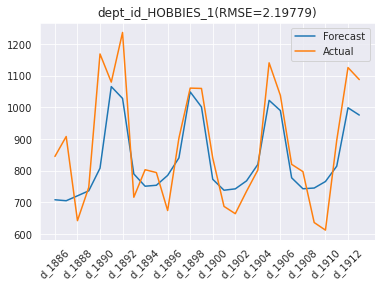 dept_id_HOBBIES_1(RMSE=2.19779)
Forecast
Actual
1200
1100
1000
900
800
700
600
d_1886
d_1888
d_1890
d_1892
d_1894
d_1896
d_1898
d_1900
d_1902
d_1904
d_1906
d_1908
d_1910
d_1912